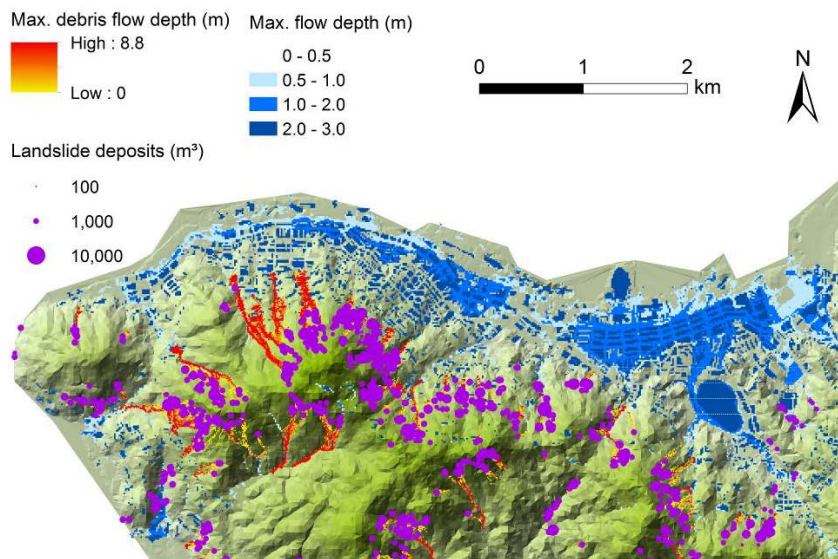 Max. debris flow depth (m)
High : 8.8
Low : 0
Landslide deposits (m³)
100
1,000
10,000
Max. flow depth (m)
0 - 0.5
0.5 - 1.0
1.0 - 2.0
2.0 - 3.0
0 1 2
km
N